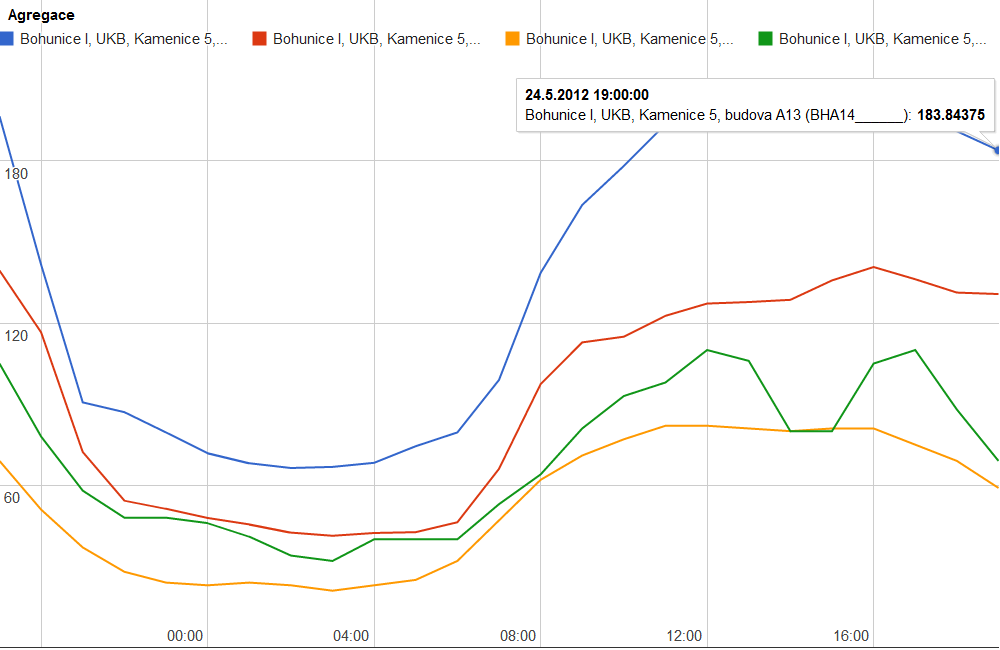 Agregace
Bohunice I, UKB, Kamenice 5,... Bohunice I, UKB, Kamenice 5,... Bohunice I, UKB, Kamenice 5,... Bohunice I, UKB, Kamenice 5,...
24.5.2012 19:00:00
Bohunice I, UKB, Kamenice 5, budova A13 (BHA14______): 183.84375
180
120
60
00:00 04:00 08:00 12:00 16:00